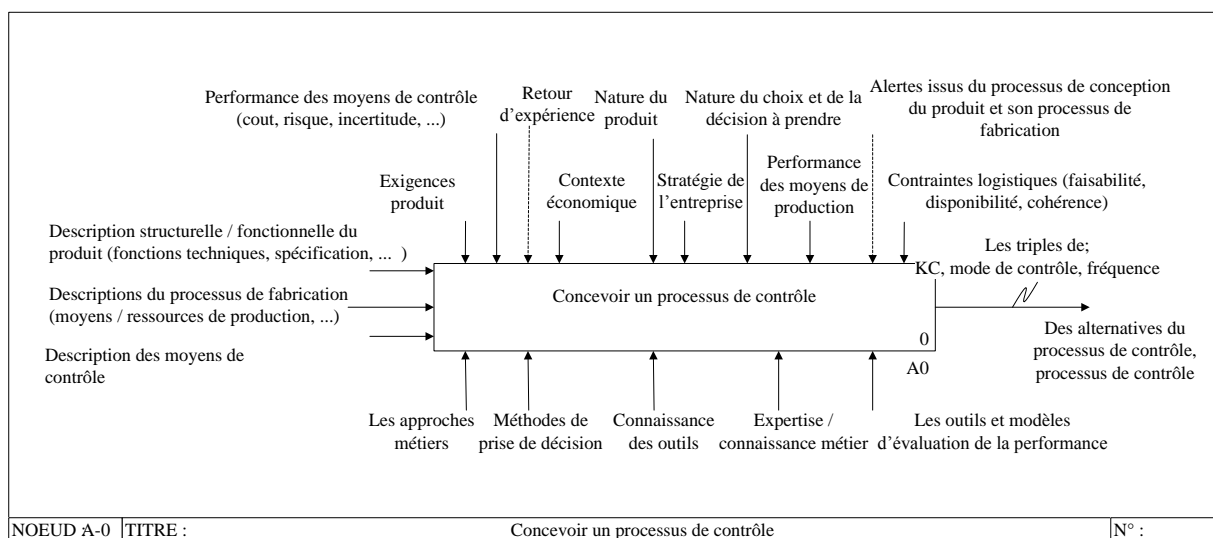 Performance des moyens de contrôle
(cout, risque, incertitude, ...)
Retour
d'expérience
Nature du
produit
Nature du choix et de la
décision à prendre
Alertes issus du processus de conception
du produit et son processus de
fabrication
Exigences
produit
Contexte
économique
Stratégie de
l'entreprise
Performance
des moyens de
production
Contraintes logistiques (faisabilité,
disponibilité, cohérence)
Description structurelle / fonctionnelle du
produit (fonctions techniques, spécification, ... )
Descriptions du processus de fabrication
(moyens / ressources de production, ...)
Description des moyens de
contrôle
Concevoir un processus de contrôle
0
A0
Les triples de;
KC, mode de contrôle, fréquence
Des alternatives du
processus de contrôle,
processus de contrôle
Les approches
métiers
Méthodes de
prise de décision
Connaissance
des outils
Expertise /
connaissance métier
Les outils et modèles
d'évaluation de la performance
NOEUD A-0 TITRE : Concevoir un processus de contrôle N° :